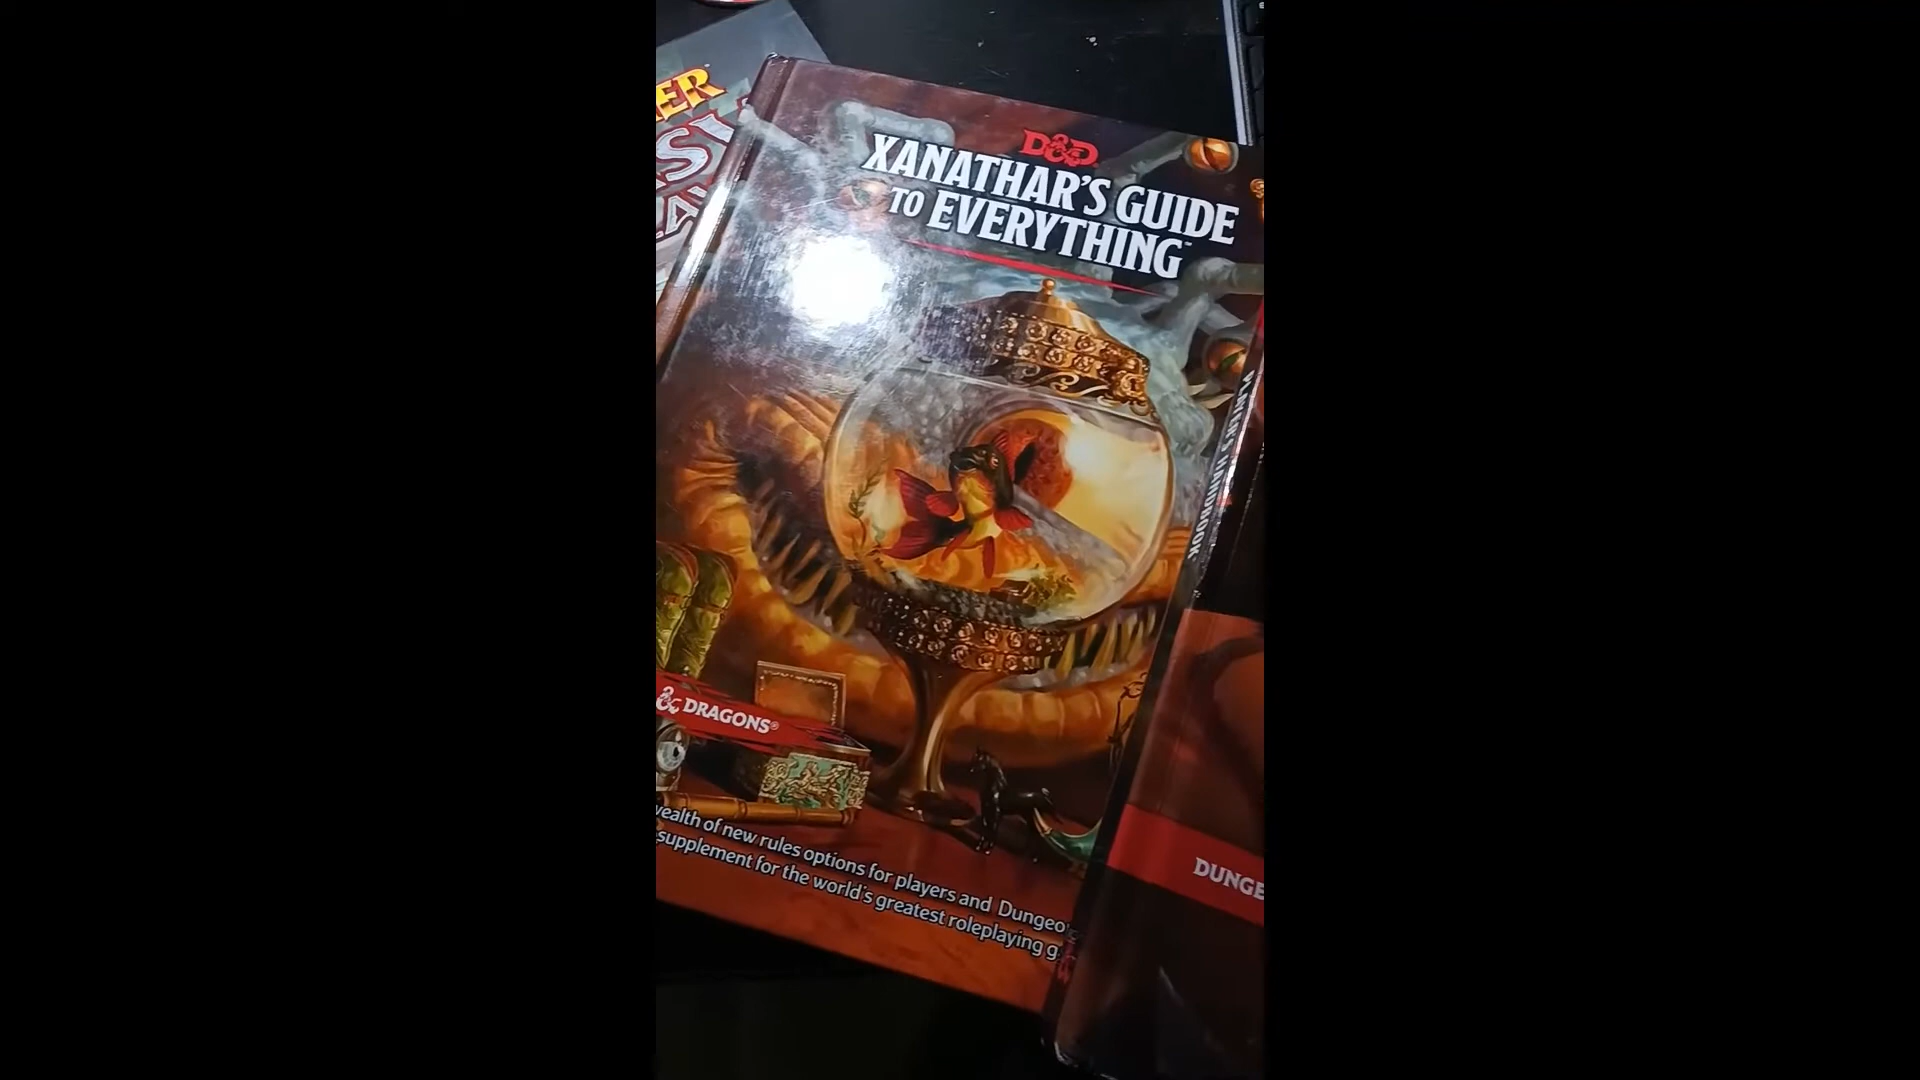 ER
D&D
XANATHAR'S GUIDE
TO EVERYTHING
PLAYER'S HANDBOOK
& DRAGONS®
DUNGE
wealth of new rules options for players and Dungeo
supplement for the world's greatest roleplaying g